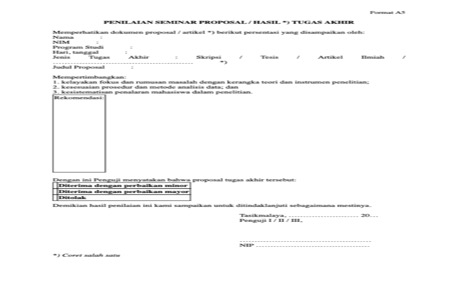 Format A5
PENILAIAN SEMINAR PROPOSAL / HASIL *) TUGAS AKHIR
Memperhatikan dokumen proposal / artikel *) berikut persentasi yang disampaikan oleh:
Nama :
NIM :
Program Studi :
Hari, tanggal :
Jenis Tugas Akhir : Skripsi / Tesis / Artikel Ilmiah /
........................................ *)
Judul Proposal :
Mempertimbangkan:
1. kelayakan fokus dan rumusan masalah dengan kerangka teori dan instrumen penelitian;
2. kesesuaian prosedur dan metode analisis data; dan
3. kesistematisan penalaran mahasiswa dalam penelitian.
Rekomendasi:
Dengan ini Penguji menyatakan bahwa proposal tugas akhir tersebut:
Diterima dengan perbaikan minor
Diterima dengan perbaikan mayor
Ditolak
Demikian hasil penilaian ini kami sampaikan untuk ditindaklanjuti sebagaimana mestinya.
Tasikmalaya, ........................ 20....
Penguji I / II / III,
........................................
NIP ........................................
*) Coret salah satu